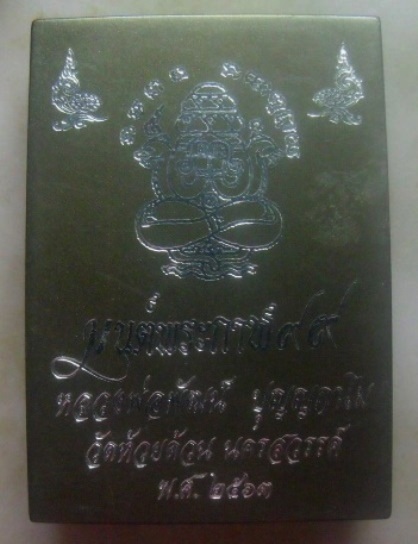 มนต์พระกาฬ๙๙
หลวงพ่อพัฒน์ ปุญญกาโม
วัดห้วยด้วน นครสวรรค์
พ.ศ. ๒๕๖๓